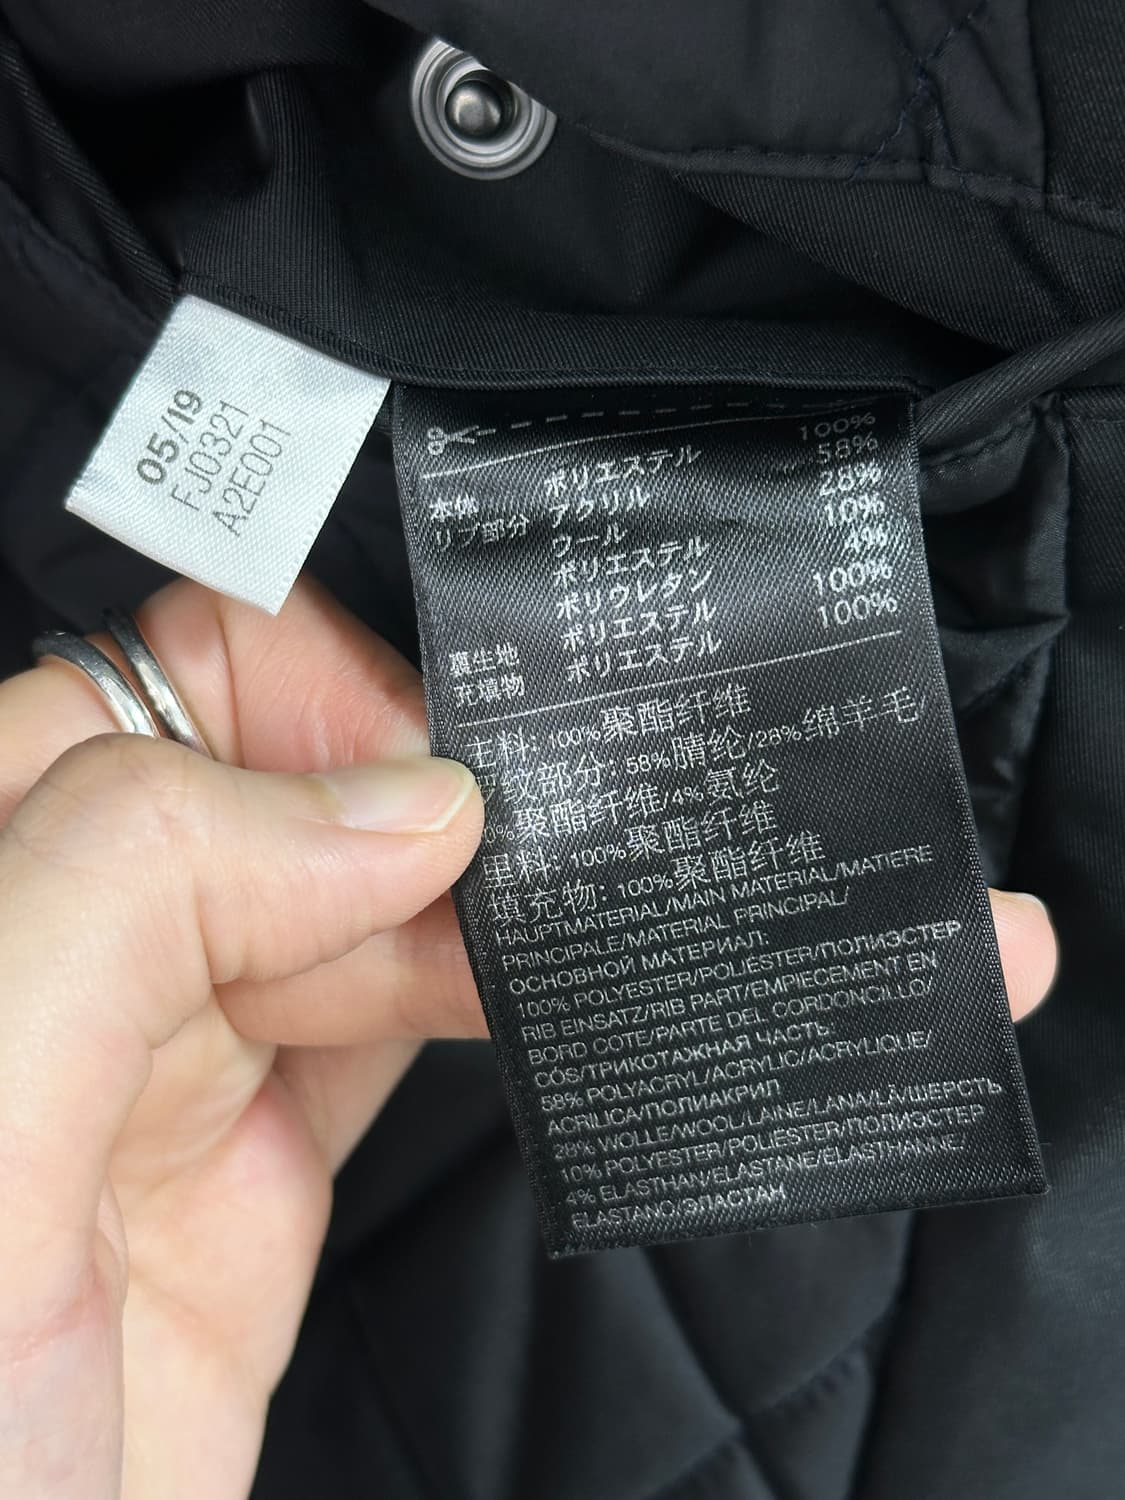 05/19
FJ0321
A2E001
本体 ポリエステル 100%
リブ部分 アクリル 58%
ウール 28%
ポリエステル 10%
ポリウレタン 4%
裏生地 ポリエステル 100%
充填物 ポリエステル 100%
主料: 100%聚酯纤维
纹部分: 58%腈纶/28%绵羊毛/
0%聚酯纤维/4%氨纶
里料: 100%聚酯纤维
填充物: 100%聚酯纤维
HAUPTMATERIAL/MAIN MATERIAL/MATIERE
PRINCIPALE/MATERIAL PRINCIPAL/
ОСНОВНОЙ МАТЕРИАЛ:
100% POLYESTER/POLIÉSTER/ПОЛИЭСТЕР
RIB EINSATZ/RIB PART/EMPIECEMENT EN
BORD COTE/PARTE DEL CORDONCILLO/
CÓS/ТРИКОТАЖНАЯ ЧАСТЬ:
58% POLYACRYL/ACRYLIC/ACRYLIQUE/
ACRILICA/ПОЛИАКРИЛ
28% WOLLE/WOOL/LAINE/LANA/LÃ/ШЕРСТЬ
10% POLYESTER/POLIÉSTER/ПОЛИЭСТЕР
4% ELASTHAN/ELASTANE/ELASTHANNE/
ELASTANO/ЭЛАСТАН